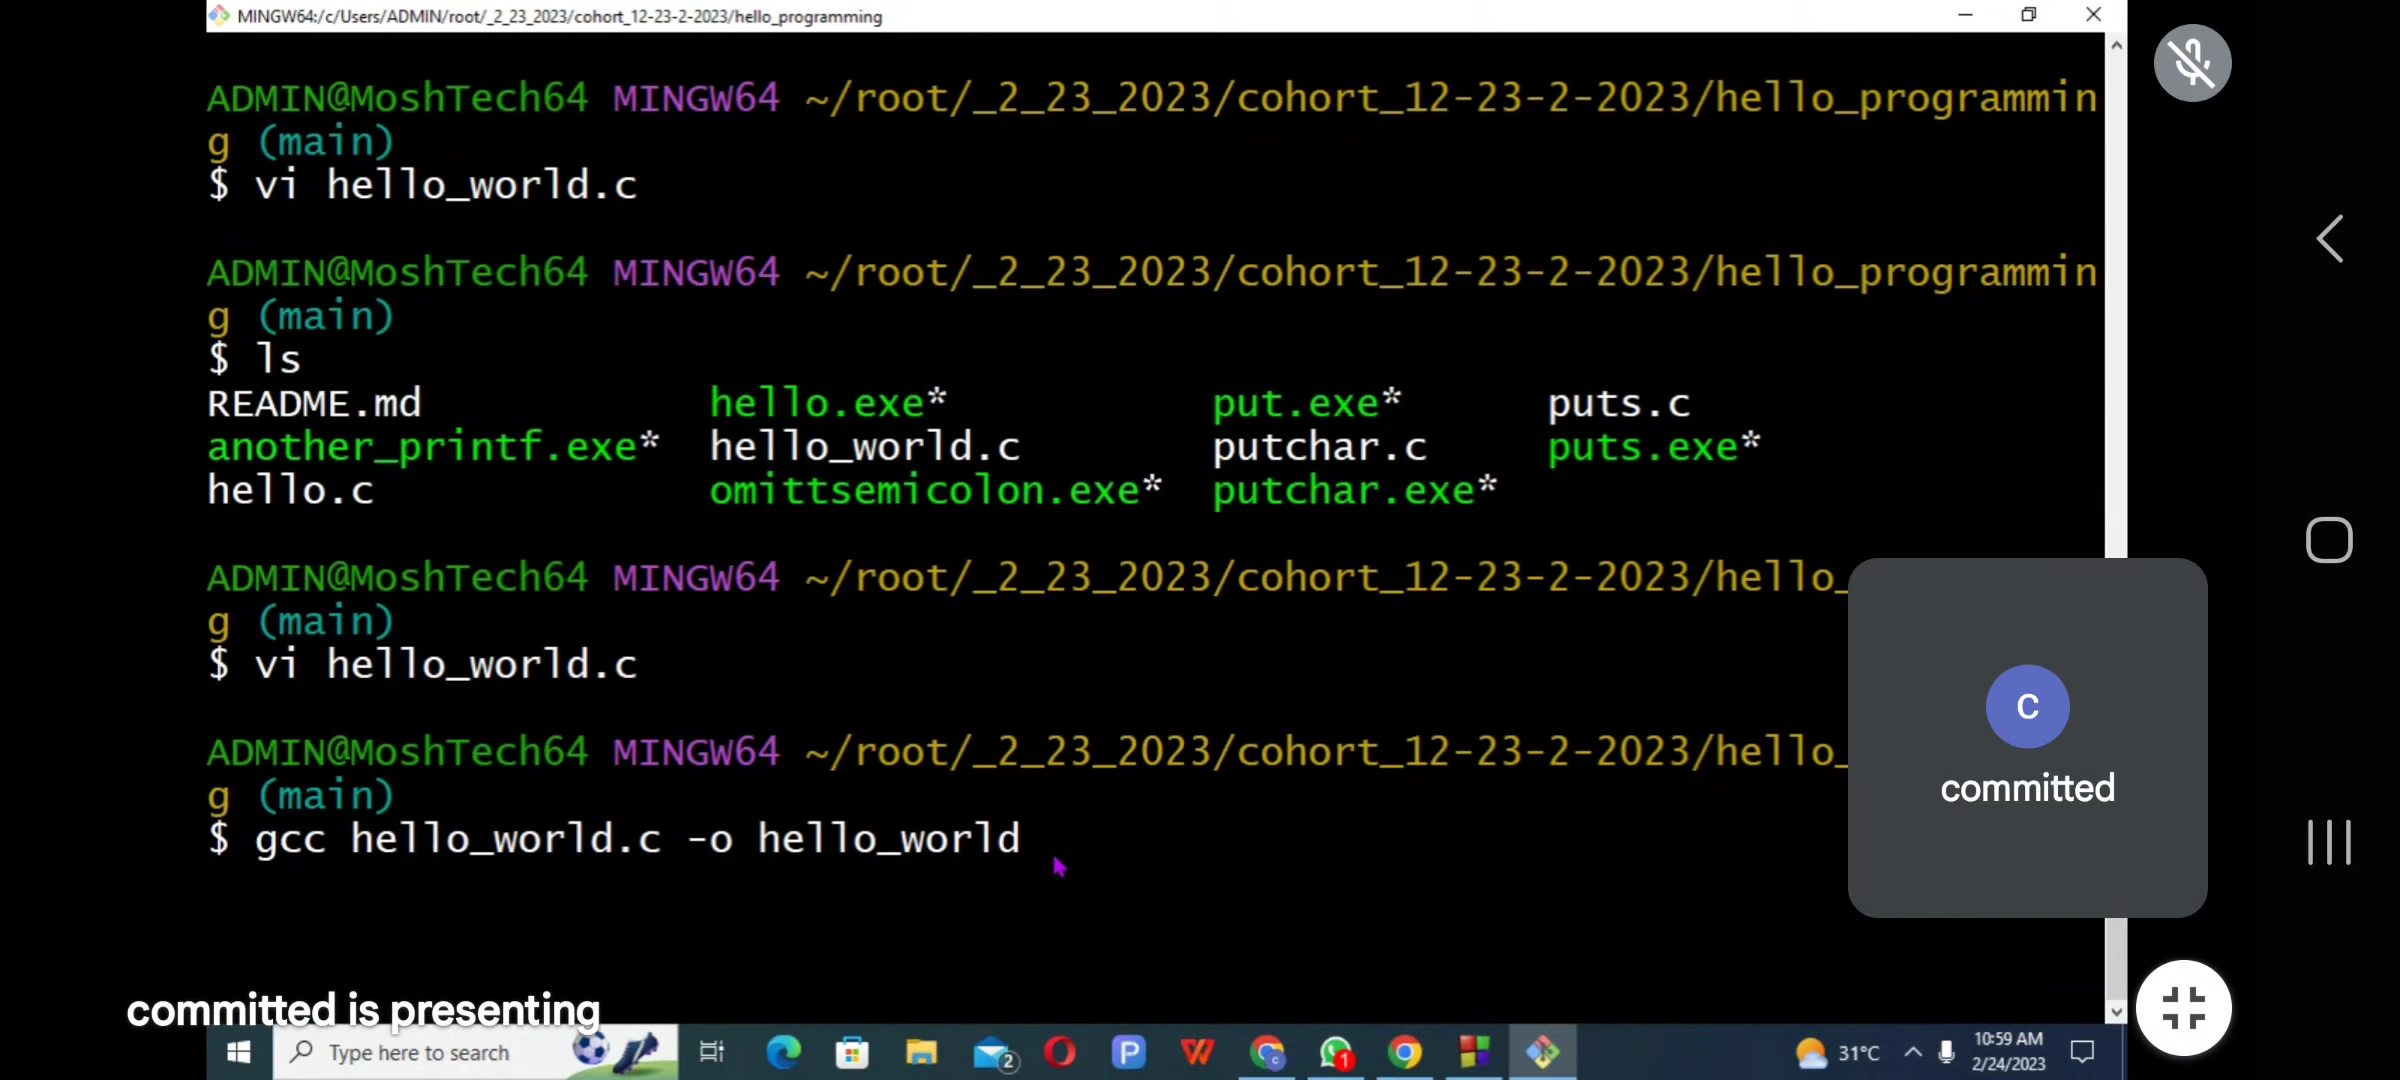 MINGW64:/c/Users/ADMIN/root/_2_23_2023/cohort_12-23-2-2023/hello_programming
ADMIN@MoshTech64 MINGW64 ~/root/_2_23_2023/cohort_12-23-2-2023/hello_programmin
g (main)
$ vi hello_world.c
ADMIN@MoshTech64 MINGW64 ~/root/_2_23_2023/cohort_12-23-2-2023/hello_programmin
g (main)
$ ls
README.md hello.exe* put.exe* puts.c
another_printf.exe* hello_world.c putchar.c puts.exe*
hello.c omittsemicolon.exe* putchar.exe*
ADMIN@MoshTech64 MINGW64 ~/root/_2_23_2023/cohort_12-23-2-2023/hello_
g (main)
$ vi hello_world.c
ADMIN@MoshTech64 MINGW64 ~/root/_2_23_2023/cohort_12-23-2-2023/hello_
g (main)
$ gcc hello_world.c -o hello_world
C
committed
committed is presenting
Type here to search
2
P
W
C
1
31°C
10:59 AM
2/24/2023